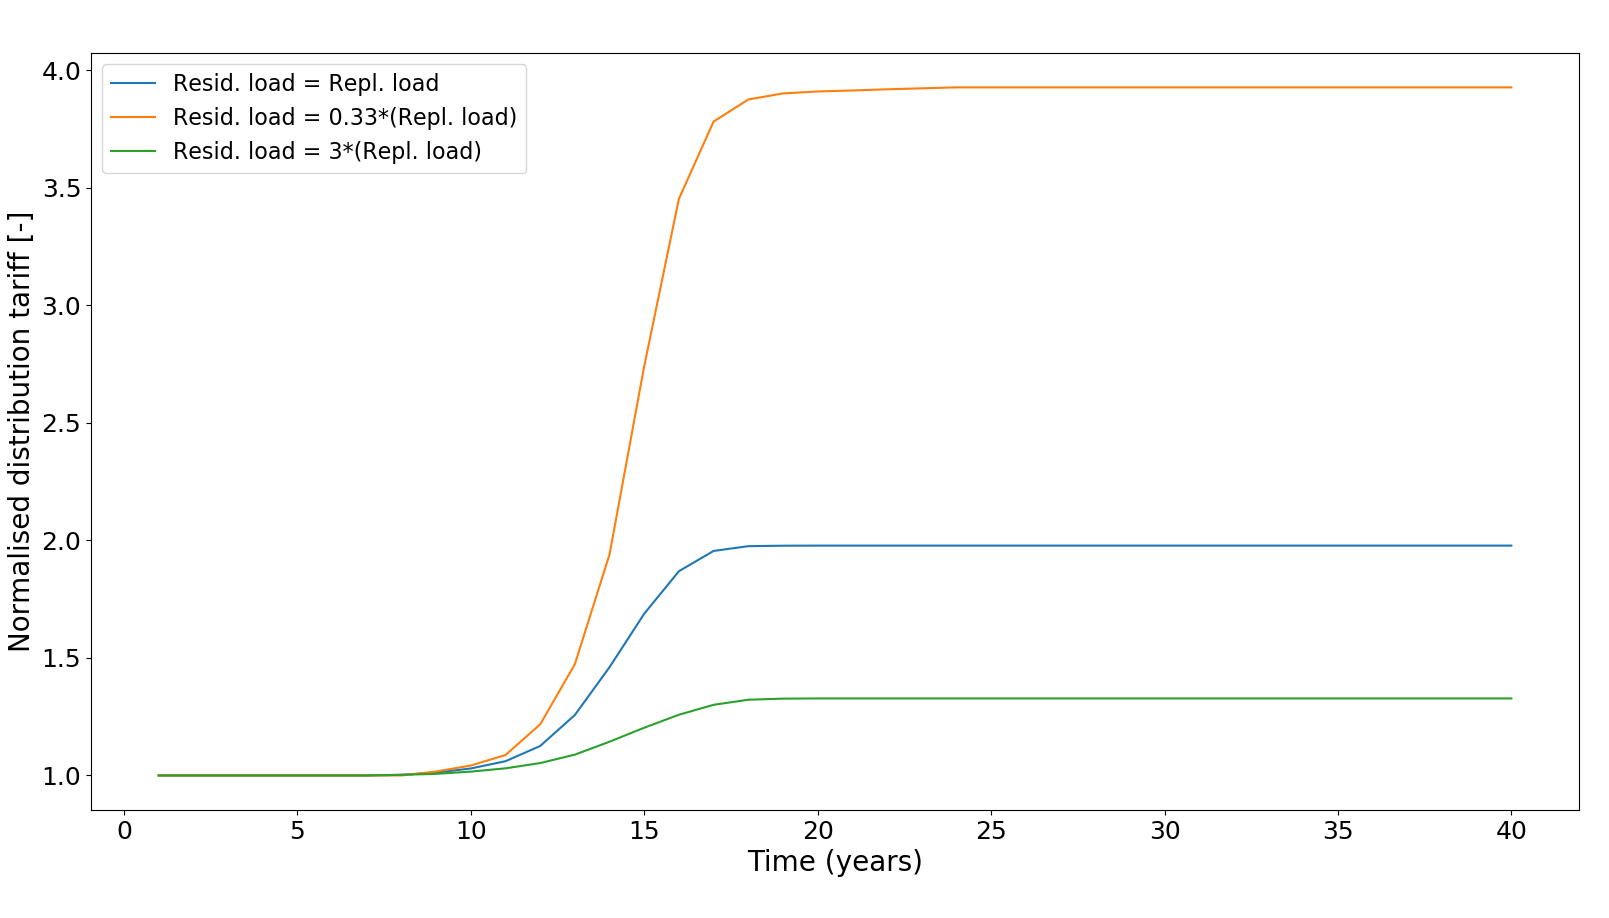 Resid. load = Repl. load
Resid. load = 0.33*(Repl. load)
Resid. load = 3*(Repl. load)
Normalised distribution tariff [-]
4.0
3.5
3.0
2.5
2.0
1.5
1.0
0 5 10 15 20 25 30 35 40
Time (years)